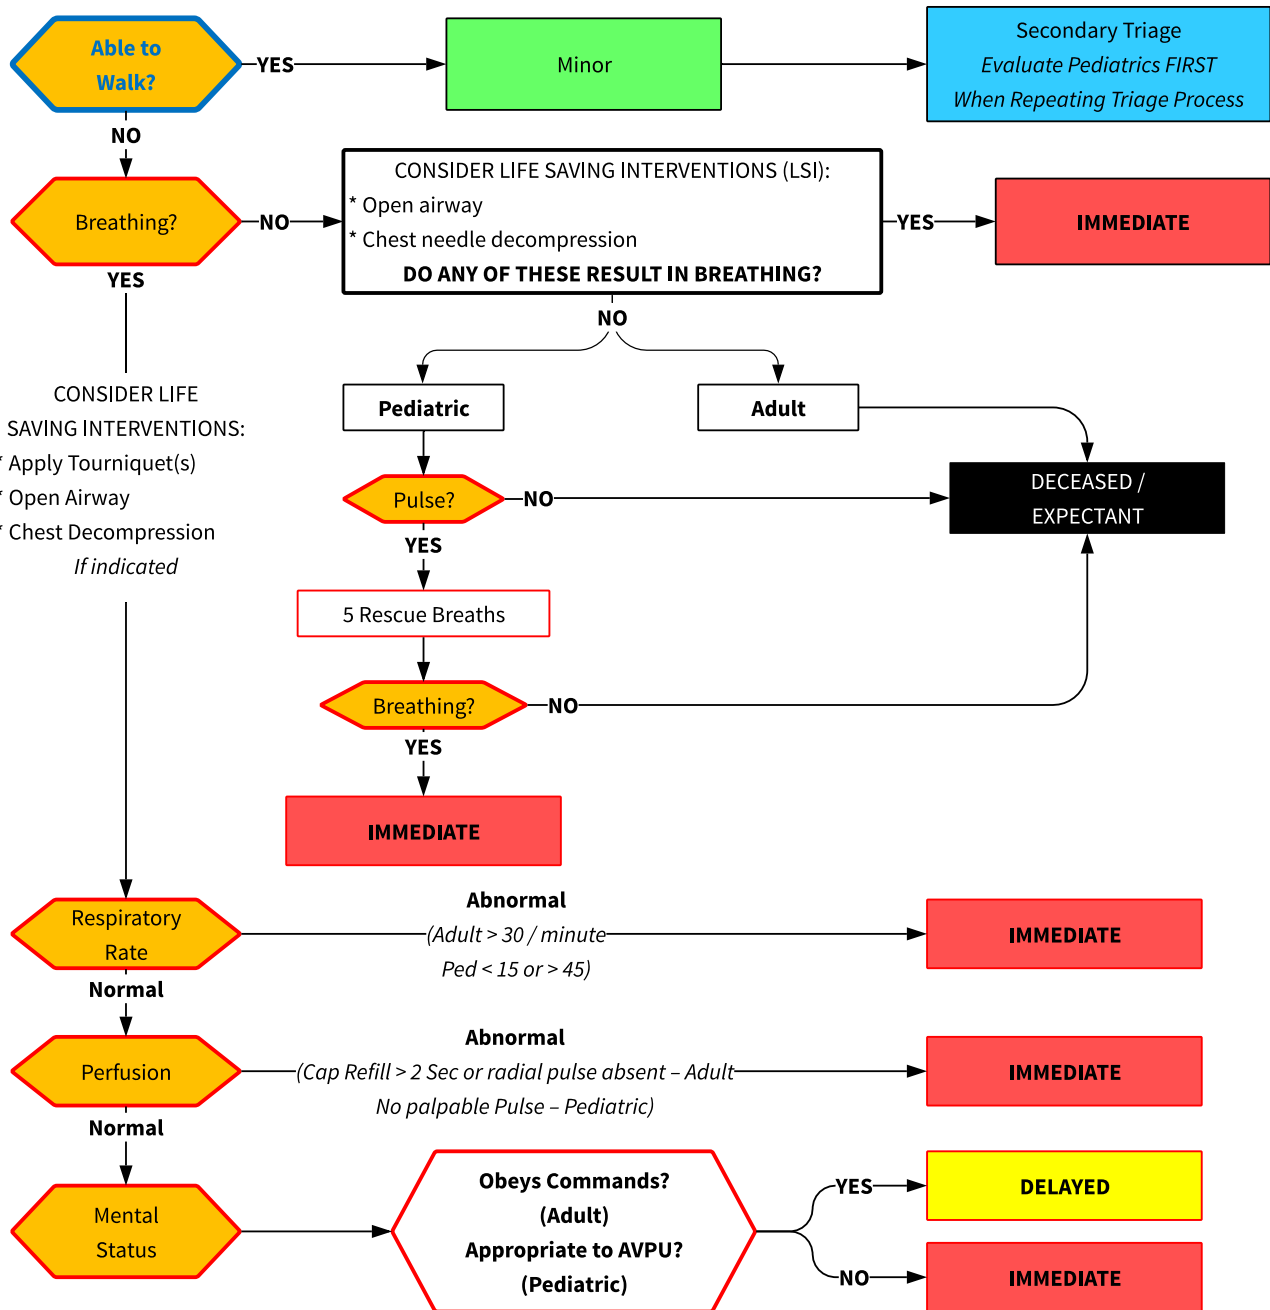 Able to
Walk?
YES
Minor
Secondary Triage
Evaluate Pediatrics FIRST
When Repeating Triage Process
NO
Breathing?
NO
CONSIDER LIFE SAVING INTERVENTIONS (LSI):
* Open airway
* Chest needle decompression
DO ANY OF THESE RESULT IN BREATHING?
YES
IMMEDIATE
YES
NO
CONSIDER LIFE
SAVING INTERVENTIONS:
* Apply Tourniquet(s)
* Open Airway
* Chest Decompression
If indicated
Pediatric
Adult
Pulse?
NO
DECEASED /
EXPECTANT
YES
5 Rescue Breaths
Breathing?
NO
YES
IMMEDIATE
Respiratory
Rate
Abnormal
(Adult > 30 / minute
Ped < 15 or > 45)
IMMEDIATE
Normal
Perfusion
Abnormal
(Cap Refill > 2 Sec or radial pulse absent – Adult
No palpable Pulse – Pediatric)
IMMEDIATE
Normal
Mental
Status
Obeys Commands?
(Adult)
Appropriate to AVPU?
(Pediatric)
YES
DELAYED
NO
IMMEDIATE